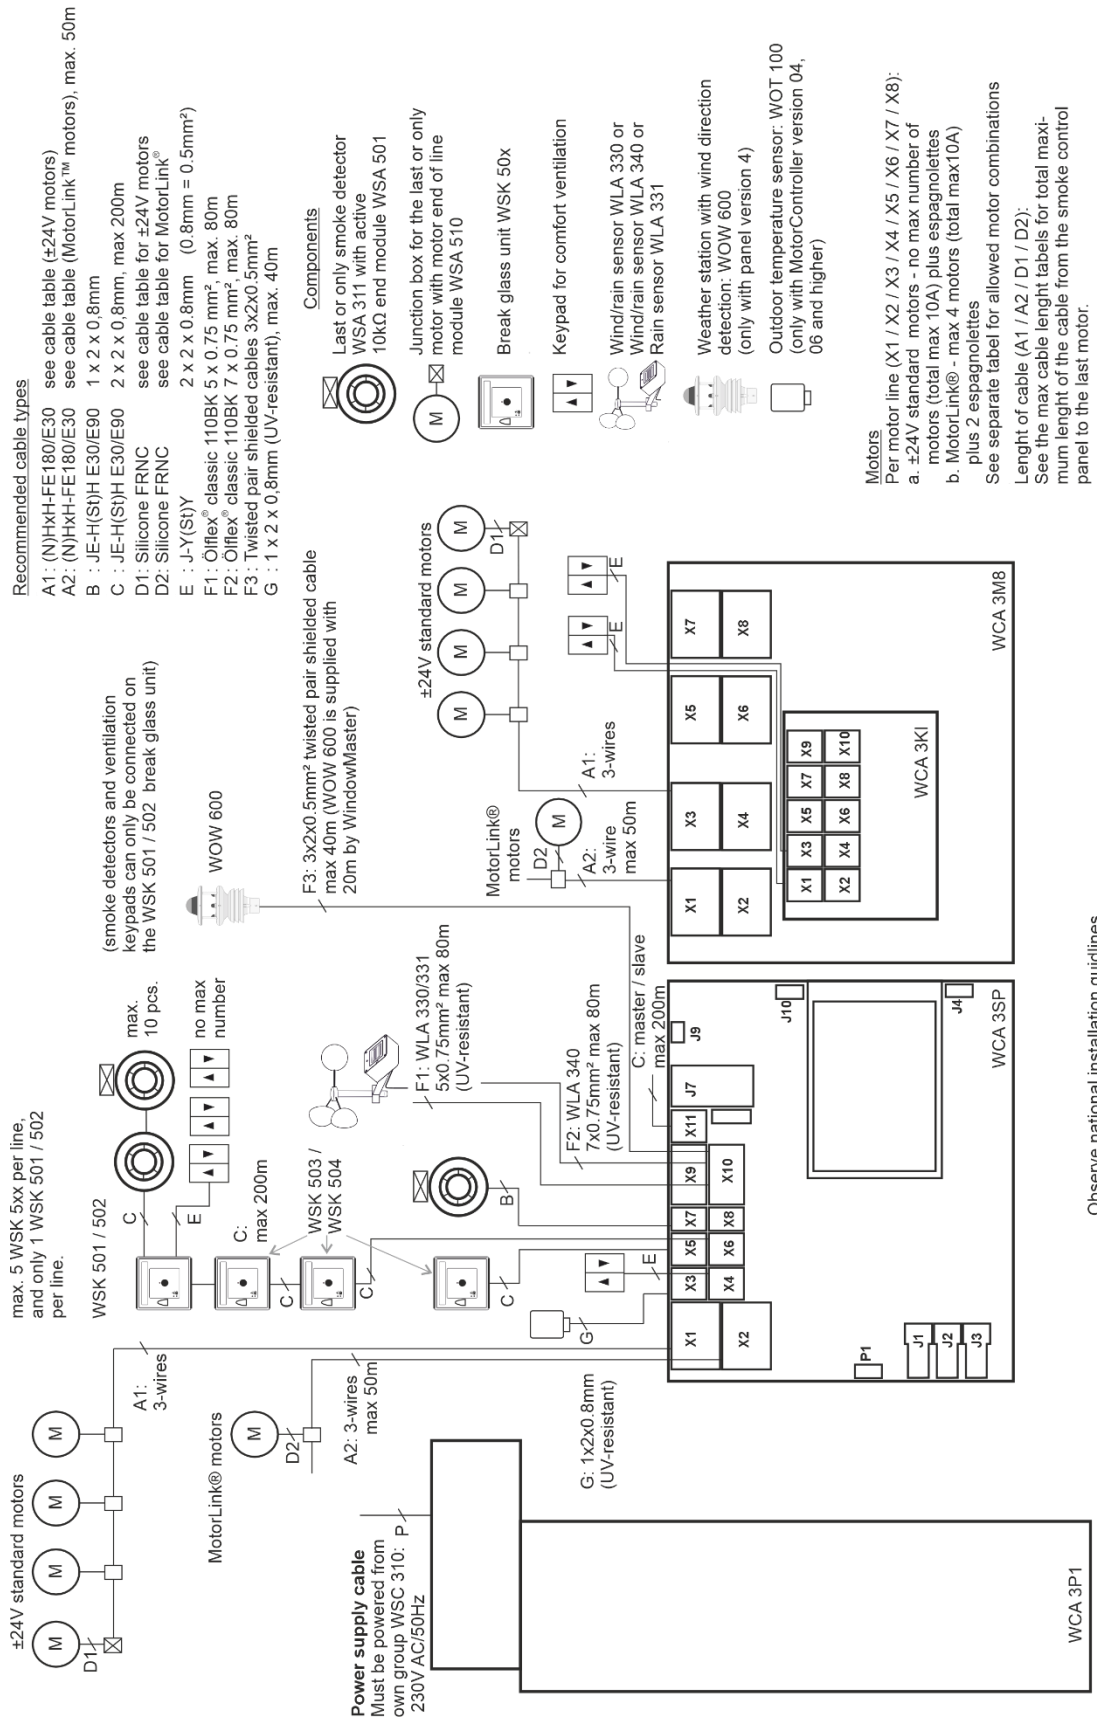 Recommended cable types
A1: (N)HxH-FE180/E30 see cable table (±24V motors)
A2: (N)HxH-FE180/E30 see cable table (MotorLink™ motors), max. 50m
B : JE-H(St)H E30/E90 1 x 2 x 0,8mm
C : JE-H(St)H E30/E90 2 x 2 x 0,8mm, max 200m
D1: Silicone FRNC see cable table for ±24V motors
D2: Silicone FRNC see cable table for MotorLink®
E : J-Y(St)Y 2 x 2 x 0.8mm (0.8mm = 0.5mm²)
F1: Ölflex® classic 110BK 5 x 0.75 mm², max. 80m
F2: Ölflex® classic 110BK 7 x 0.75 mm², max. 80m
F3: Twisted pair shielded cables 3x2x0.5mm²
G : 1 x 2 x 0,8mm (UV-resistant), max. 40m
Components
Last or only smoke detector
WSA 311 with active
10kΩ end module WSA 501
M
Junction box for the last or only
motor with motor end of line
module WSA 510
Break glass unit WSK 50x
Keypad for comfort ventilation
Wind/rain sensor WLA 330 or
Wind/rain sensor WLA 340 or
Rain sensor WLA 331
Weather station with wind direction
detection: WOW 600
(only with panel version 4)
Outdoor temperature sensor: WOT 100
(only with MotorController version 04,
06 and higher)
Motors
Per motor line (X1 / X2 / X3 / X4 / X5 / X6 / X7 / X8):
a. ±24V standard motors - no max number of
motors (total max 10A) plus espagnolettes
b. MotorLink® - max 4 motors (total max10A)
plus 2 espagnolettes
See separate tabel for allowed motor combinations
Lenght of cable (A1 / A2 / D1 / D2):
See the max cable lenght tabels for total maxi-
mum lenght of the cable from the smoke control
panel to the last motor.
±24V standard motors
M
M
M
M
D1
A1:
3-wires
MotorLink® motors
M
D2
A2: 3-wires
max 50m
Power supply cable
Must be powered from
own group WSC 310:
230V AC/50Hz
P
WCA 3P1
max. 5 WSK 5xx per line,
and only 1 WSK 501 / 502
per line.
WSK 501 / 502
C
E
max.
10 pcs.
no max
number
(smoke detectors and ventilation
keypads can only be connected on
the WSK 501 / 502 break glass unit)
C:
max 200m
WSK 503 /
WSK 504
C
C
C
WOW 600
F3: 3x2x0.5mm² twisted pair shielded cable
max 40m (WOW 600 is supplied with
20m by WindowMaster)
F1: WLA 330/331
5x0.75mm² max 80m
(UV-resistant)
F2: WLA 340
7x0.75mm² max 80m
(UV-resistant)
C: master / slave
max 200m
B
E
G
G: 1x2x0.8mm
(UV-resistant)
X1
X2
X3
X4
X5
X6
X7
X8
X9
X10
X11
J7
J9
J10
J4
P1
J1
J2
J3
WCA 3SP
±24V standard motors
M
M
M
M
D1
A1:
3-wires
MotorLink®
motors
M
D2
A2:
3-wire
max 50m
E
E
X1
X2
X3
X4
X5
X6
X7
X8
X1
X3
X5
X7
X9
X2
X4
X6
X8
X10
WCA 3KI
WCA 3M8
Observe national installation guidlines